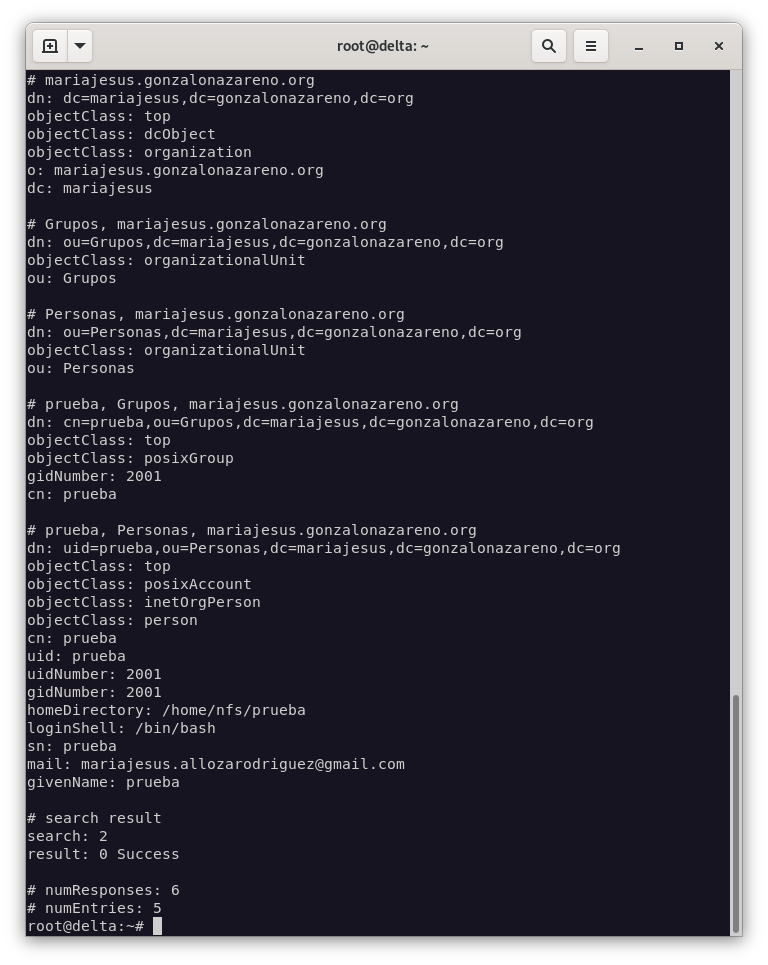 root@delta: ~
# mariajesus.gonzalonazareno.org
dn: dc=mariajesus,dc=gonzalonazareno,dc=org
objectClass: top
objectClass: dcObject
objectClass: organization
o: mariajesus.gonzalonazareno.org
dc: mariajesus

# Grupos, mariajesus.gonzalonazareno.org
dn: ou=Grupos,dc=mariajesus,dc=gonzalonazareno,dc=org
objectClass: organizationalUnit
ou: Grupos

# Personas, mariajesus.gonzalonazareno.org
dn: ou=Personas,dc=mariajesus,dc=gonzalonazareno,dc=org
objectClass: organizationalUnit
ou: Personas

# prueba, Grupos, mariajesus.gonzalonazareno.org
dn: cn=prueba,ou=Grupos,dc=mariajesus,dc=gonzalonazareno,dc=org
objectClass: top
objectClass: posixGroup
gidNumber: 2001
cn: prueba

# prueba, Personas, mariajesus.gonzalonazareno.org
dn: uid=prueba,ou=Personas,dc=mariajesus,dc=gonzalonazareno,dc=org
objectClass: top
objectClass: posixAccount
objectClass: inetOrgPerson
objectClass: person
cn: prueba
uid: prueba
uidNumber: 2001
gidNumber: 2001
homeDirectory: /home/nfs/prueba
loginShell: /bin/bash
sn: prueba
mail: mariajesus.allozarodriguez@gmail.com
givenName: prueba

# search result
search: 2
result: 0 Success

# numResponses: 6
# numEntries: 5
root@delta:~#